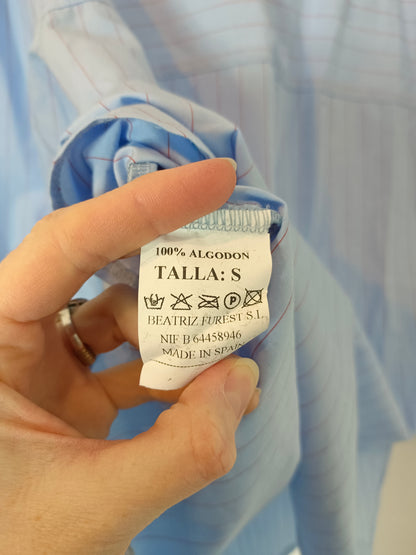 100% ALGODON
TALLA: S
BEATRIZ FUREST S.L.
NIF B 64458946
MADE IN SPAIN